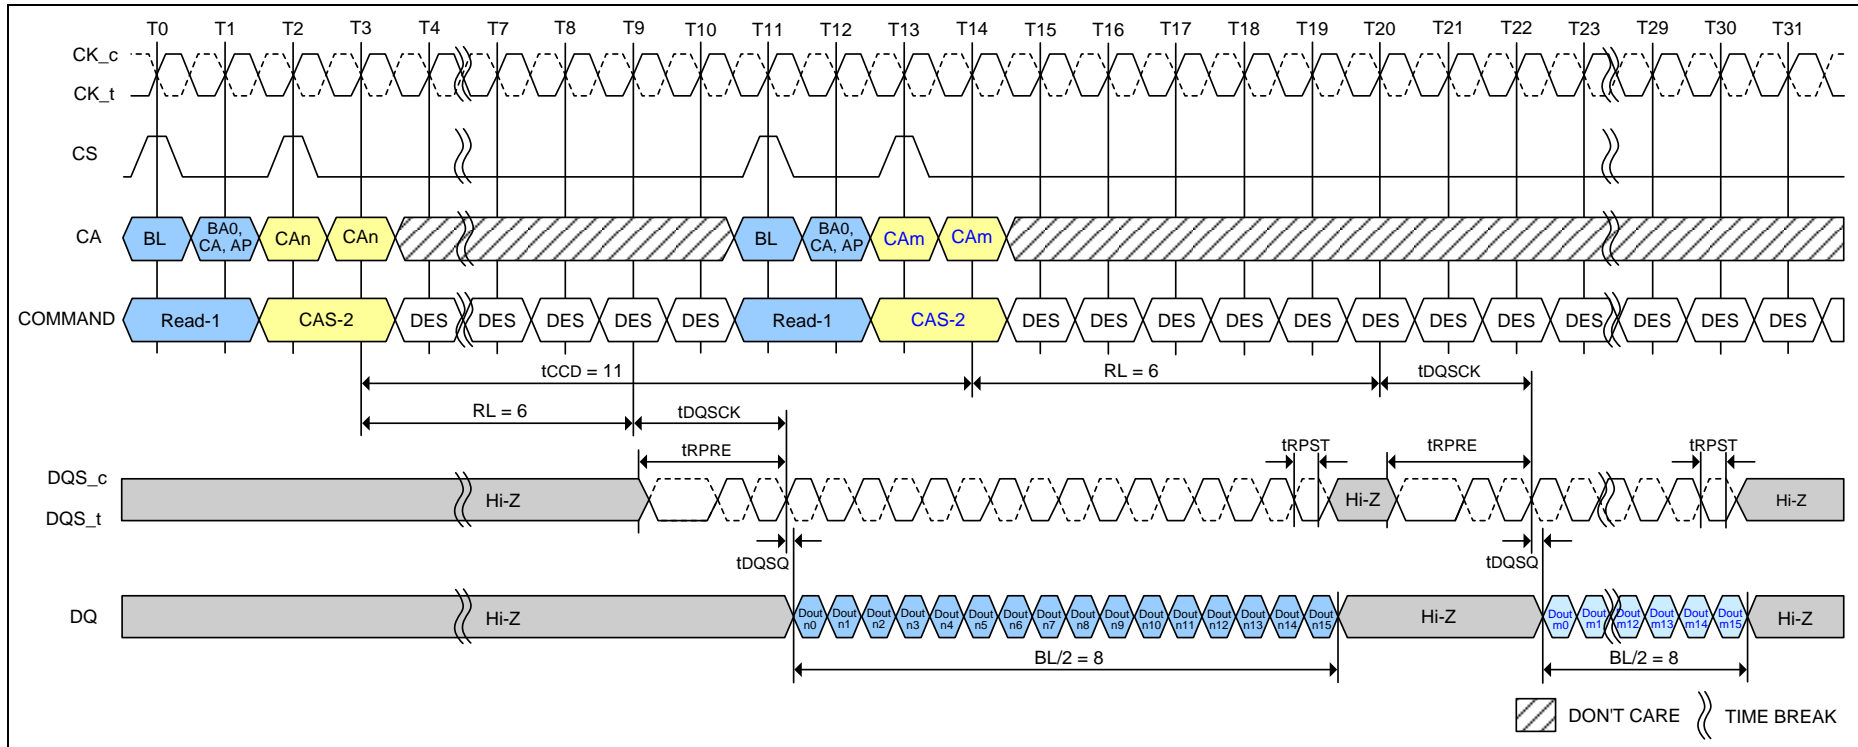 T0 T1 T2 T3 T4 T7 T8 T9 T10 T11 T12 T13 T14 T15 T16 T17 T18 T19 T20 T21 T22 T23 T29 T30 T31
CK_c
CK_t
CS
CA BL BA0, CA, AP CAn CAn BL BA0, CA, AP CAm CAm
COMMAND Read-1 CAS-2 DES DES DES DES DES Read-1 CAS-2 DES DES DES DES DES DES DES DES DES DES DES DES
tCCD = 11 RL = 6 tDQSCK
RL = 6 tDQSCK
tRPRE tRPST tRPRE tRPST
DQS_c
Hi-Z Hi-Z Hi-Z
DQS_t
tDQSQ tDQSQ
DQ Hi-Z Dout n0 Dout n1 Dout n2 Dout n3 Dout n4 Dout n5 Dout n6 Dout n7 Dout n8 Dout n9 Dout n10 Dout n11 Dout n12 Dout n13 Dout n14 Dout n15 Hi-Z Dout m0 Dout m1 Dout m12 Dout m13 Dout m14 Dout m15 Hi-Z
BL/2 = 8 BL/2 = 8
DON'T CARE TIME BREAK